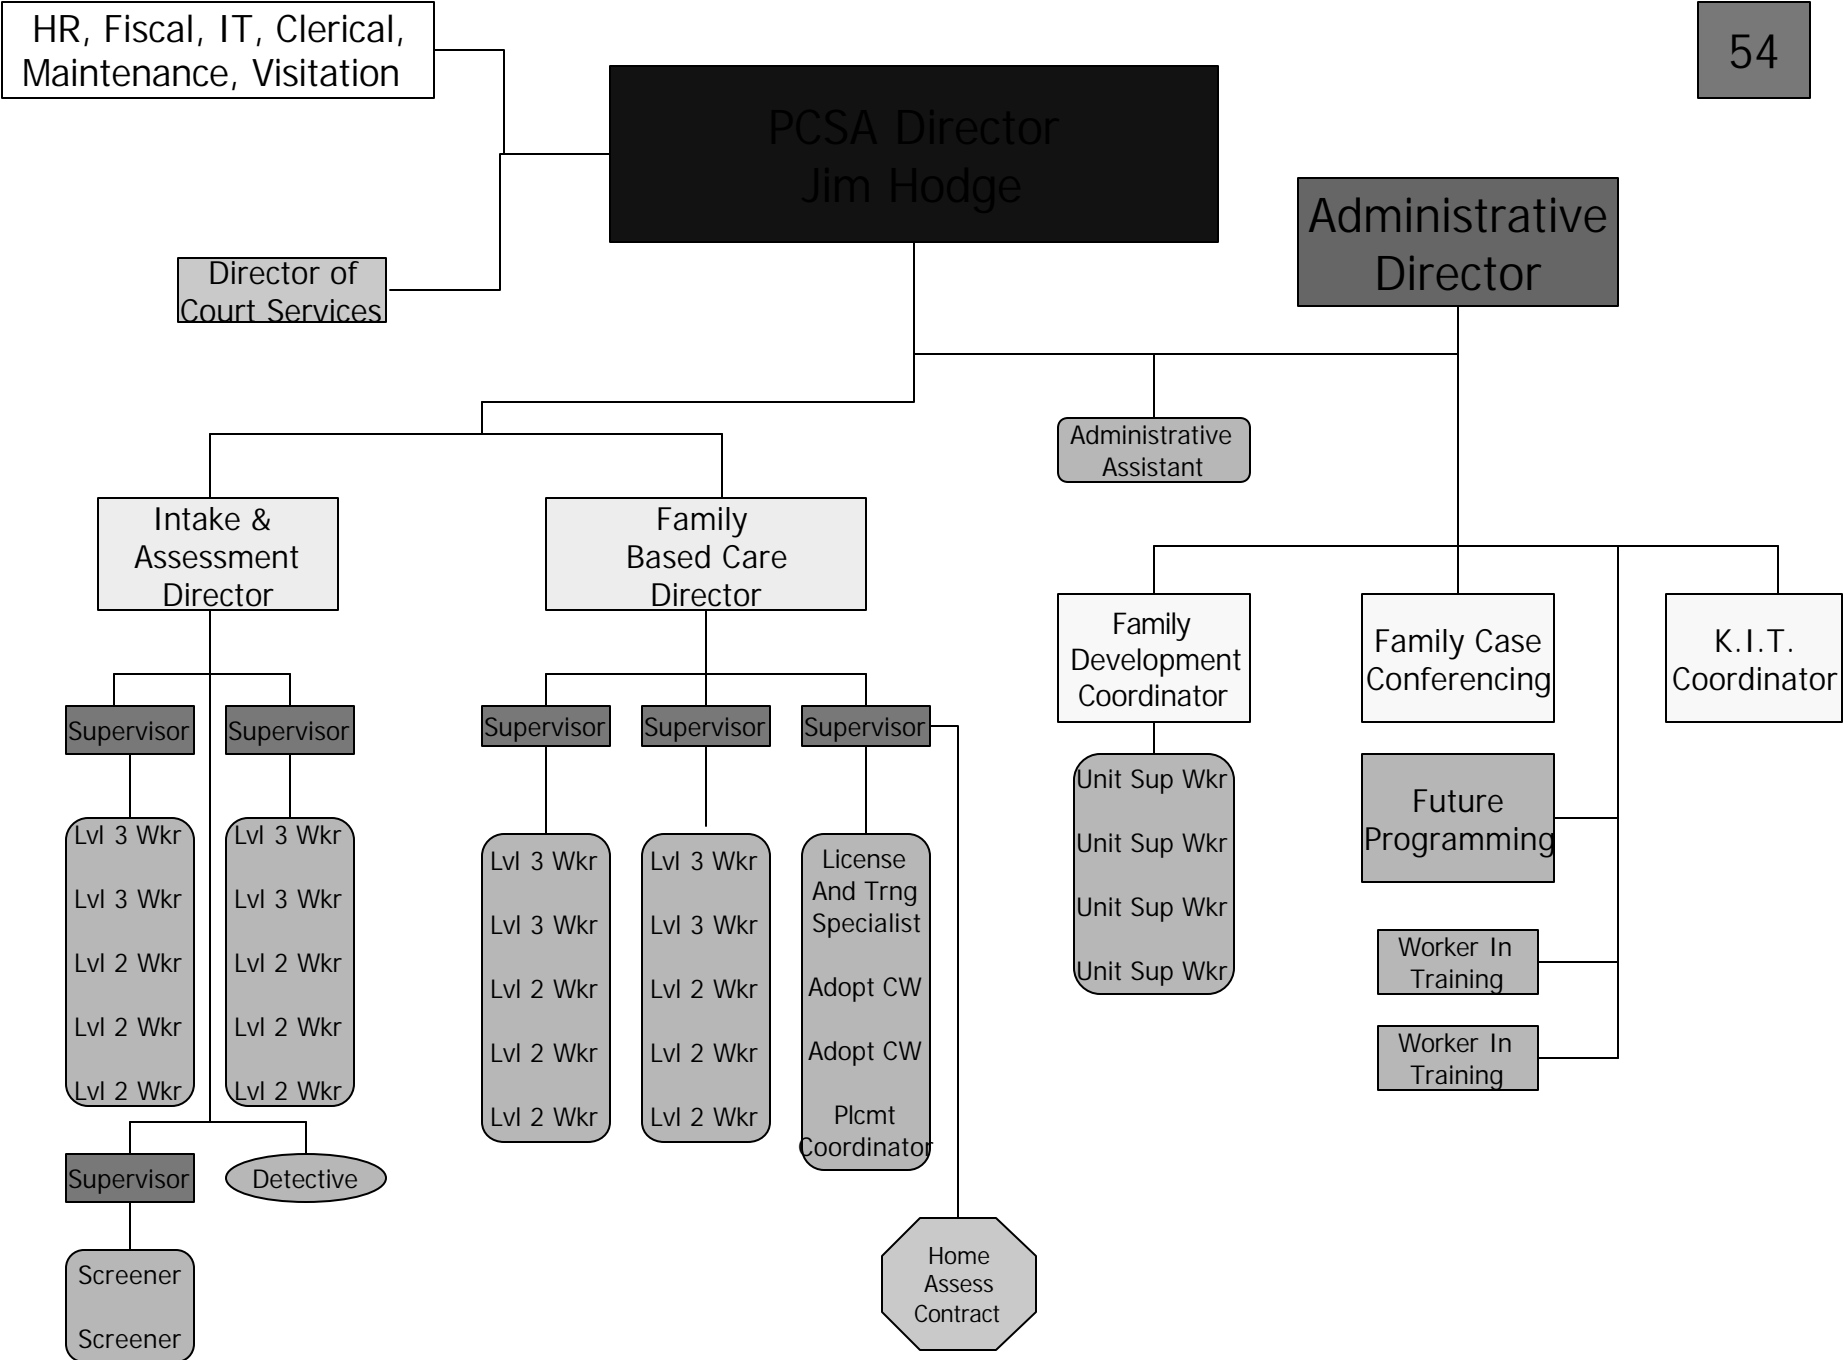 HR, Fiscal, IT, Clerical,
Maintenance, Visitation
54
PCSA Director
Jim Hodge
Administrative
Director
Director of
Court Services
Administrative
Assistant
Intake &
Assessment
Director
Family
Based Care
Director
Family
Development
Coordinator
Family Case
Conferencing
K.I.T.
Coordinator
Supervisor
Supervisor
Supervisor
Supervisor
Supervisor
Lvl 3 Wkr
Lvl 3 Wkr
Lvl 2 Wkr
Lvl 2 Wkr
Lvl 2 Wkr
Lvl 3 Wkr
Lvl 3 Wkr
Lvl 2 Wkr
Lvl 2 Wkr
Lvl 2 Wkr
Lvl 3 Wkr
Lvl 3 Wkr
Lvl 2 Wkr
Lvl 2 Wkr
Lvl 2 Wkr
Lvl 3 Wkr
Lvl 3 Wkr
Lvl 2 Wkr
Lvl 2 Wkr
Lvl 2 Wkr
License
And Trng
Specialist
Adopt CW
Adopt CW
Plcmt
Coordinator
Unit Sup Wkr
Unit Sup Wkr
Unit Sup Wkr
Unit Sup Wkr
Future
Programming
Worker In
Training
Worker In
Training
Supervisor
Detective
Screener
Screener
Home
Assess
Contract